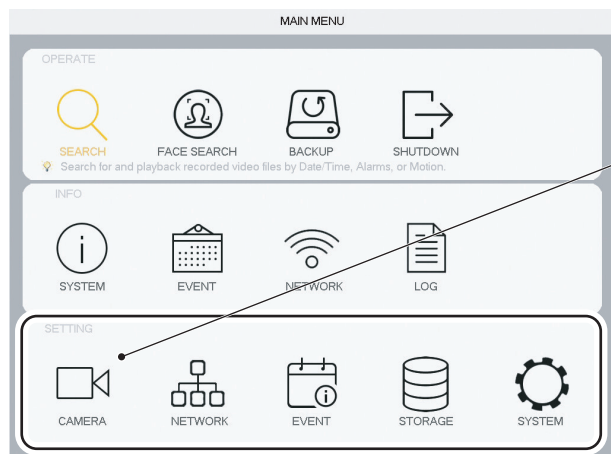 MAIN MENU
OPERATE
SEARCH FACE SEARCH BACKUP SHUTDOWN
Search for and playback recorded video files by Date/Time, Alarms, or Motion.
INFO
SYSTEM EVENT NETWORK LOG
SETTING
CAMERA NETWORK EVENT STORAGE SYSTEM